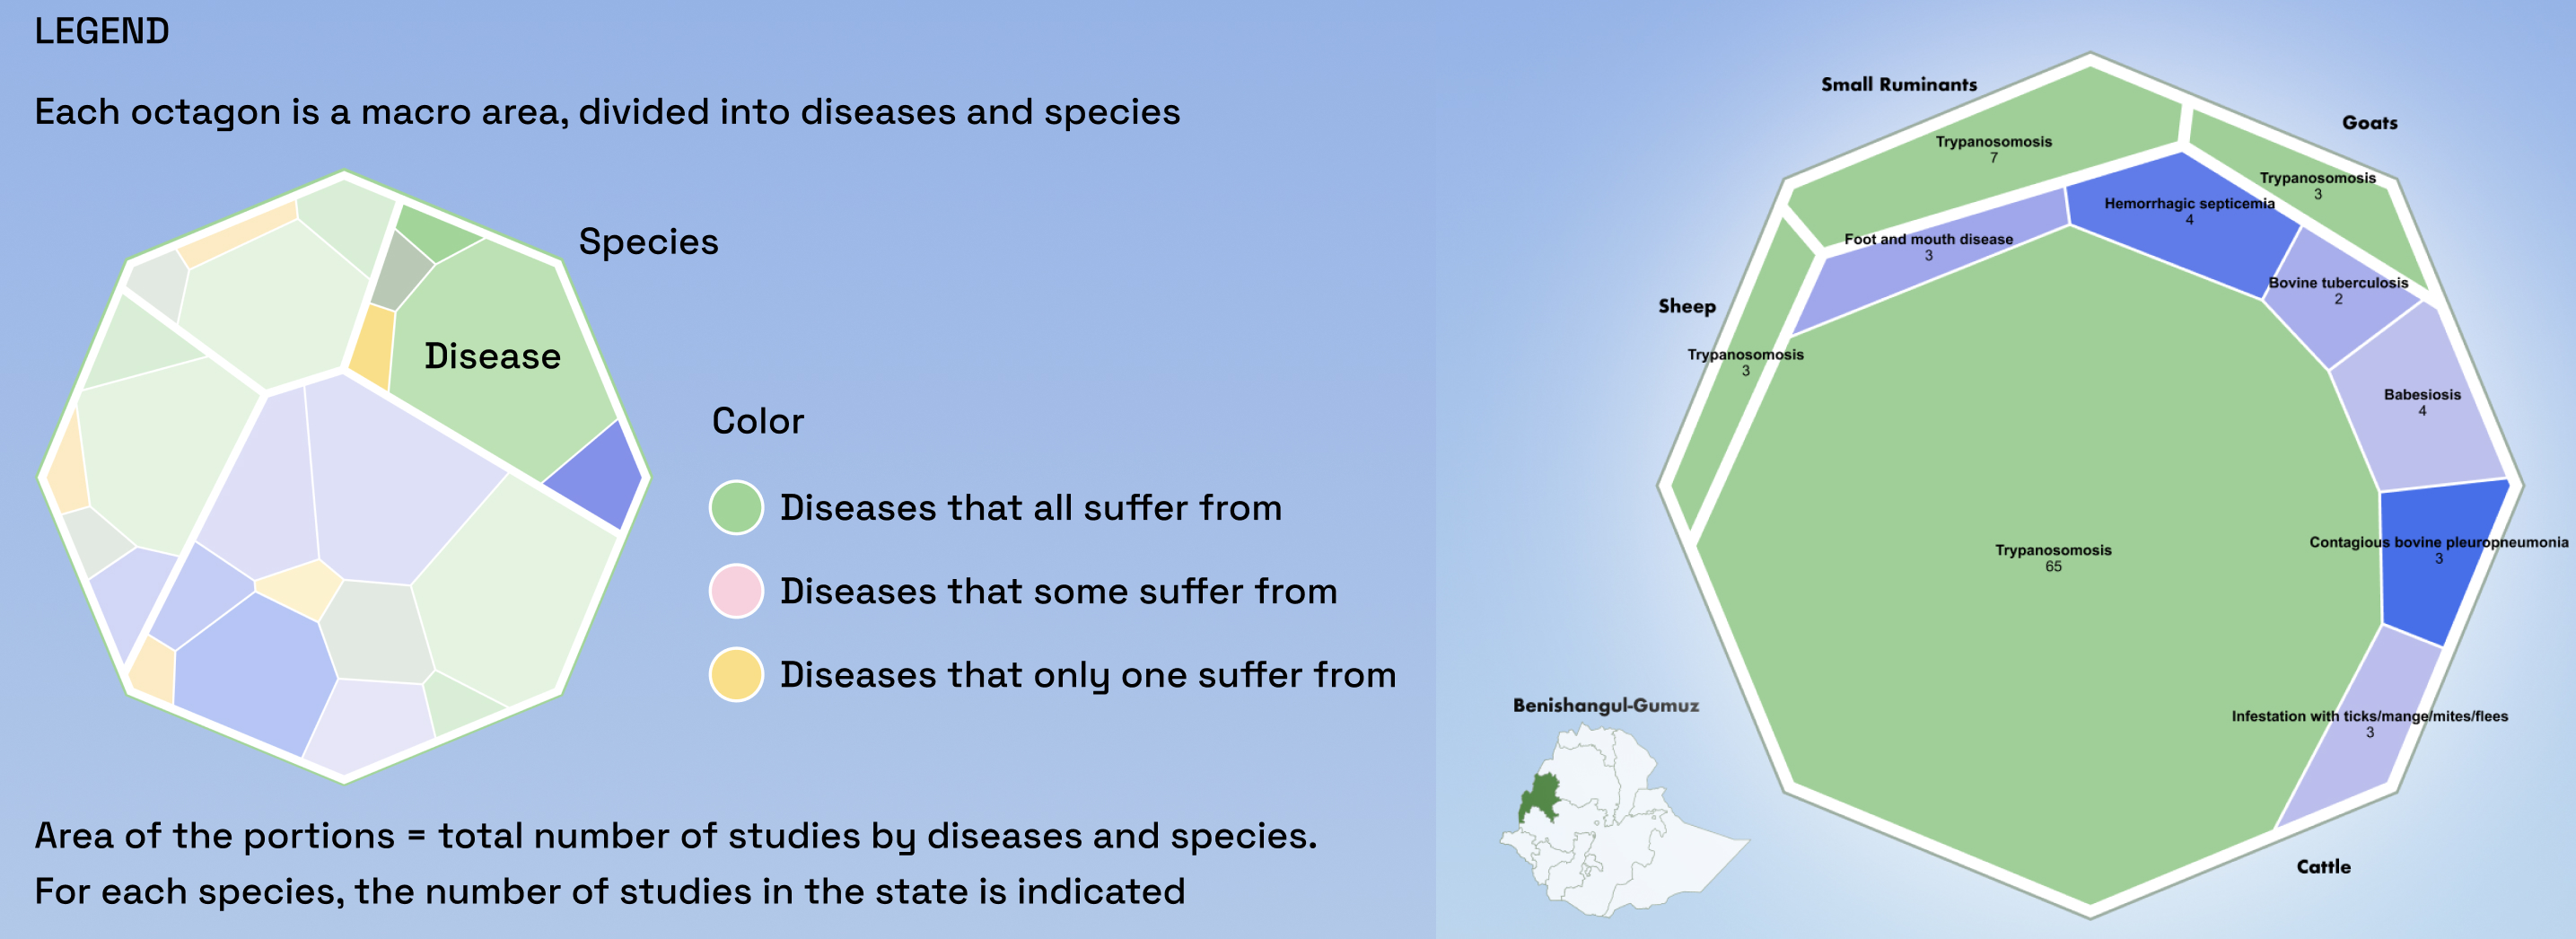 LEGEND
Each octagon is a macro area, divided into diseases and species
Species
Disease
Color
Diseases that all suffer from
Diseases that some suffer from
Diseases that only one suffer from
Area of the portions = total number of studies by diseases and species.
For each species, the number of studies in the state is indicated
Small Ruminants
Goats
Trypanosomosis
7
Trypanosomosis
3
Hemorrhagic septicemia
4
Foot and mouth disease
3
Bovine tuberculosis
2
Sheep
Trypanosomosis
3
Babesiosis
4
Contagious bovine pleuropneumonia
3
Trypanosomosis
65
Infestation with ticks/mange/mites/flees
3
Benishangul-Gumuz
Cattle